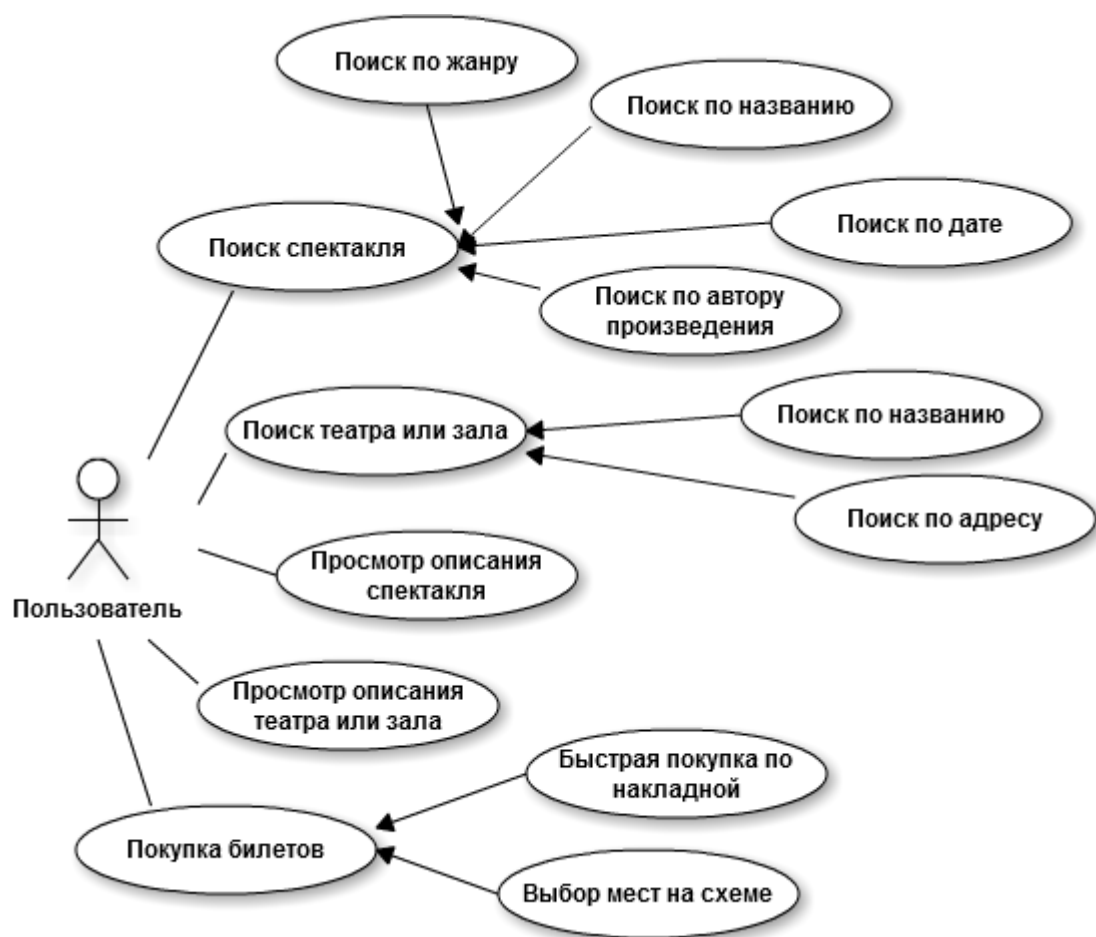 Поиск по жанру
Поиск по названию
Поиск по дате
Поиск спектакля
Поиск по автору
произведения
Поиск по названию
Поиск театра или зала
Поиск по адресу
Просмотр описания
спектакля
Пользователь
Просмотр описания
театра или зала
Быстрая покупка по
накладной
Покупка билетов
Выбор мест на схеме